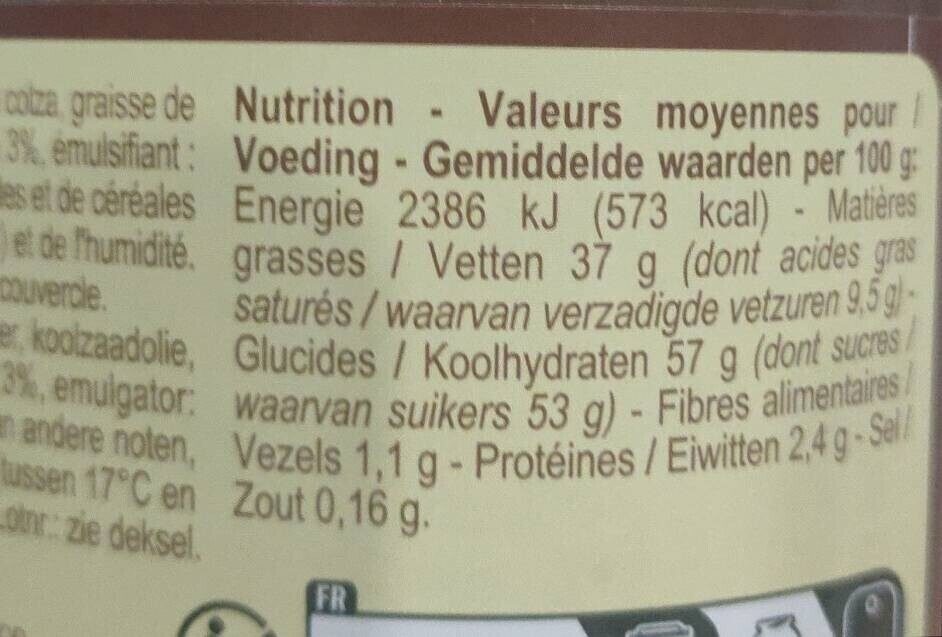 colza, graisse de
3%, émulsifiant :
et de céréales
et de l'humidité.
couvercle.
koolzaadolie,
3%, emulgator:
andere noten,
tussen 17°C en
Lotnr.: zie deksel.
Nutrition - Valeurs moyennes pour /
Voeding - Gemiddelde waarden per 100 g:
Energie 2386 kJ (573 kcal) - Matières
grasses / Vetten 37 g (dont acides gras
saturés / waarvan verzadigde vetzuren 9,5 g) -
Glucides / Koolhydraten 57 g (dont sucres /
waarvan suikers 53 g) - Fibres alimentaires /
Vezels 1,1 g - Protéines / Eiwitten 2,4 g - Sel /
Zout 0,16 g.
FR